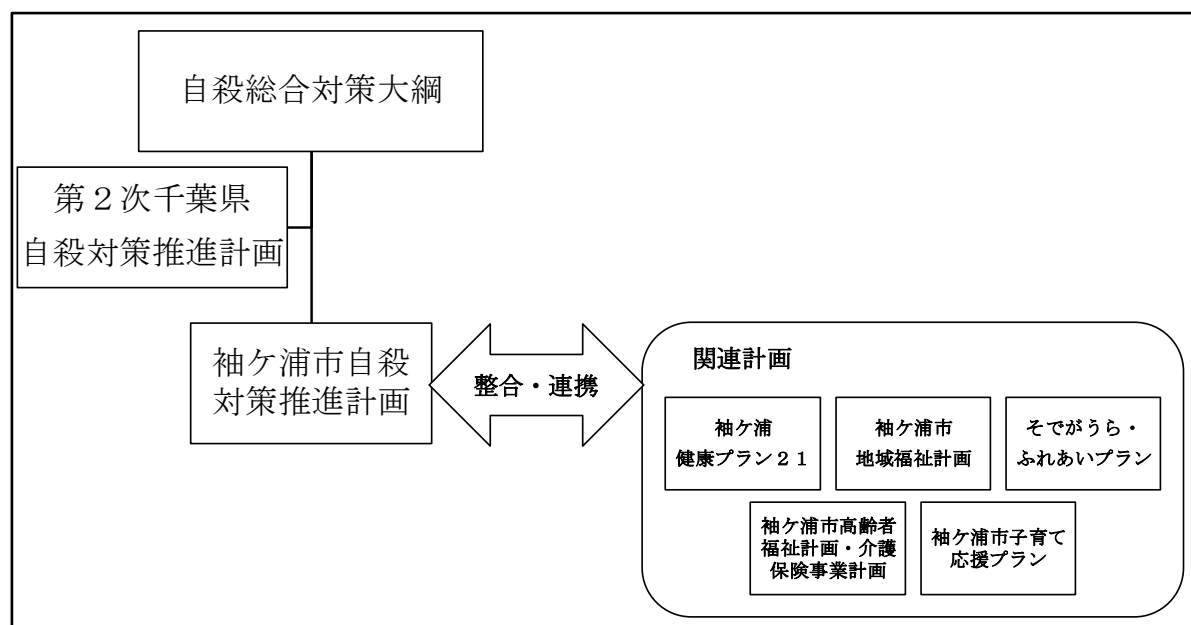 自殺総合対策大綱
第２次千葉県
自殺対策推進計画
袖ケ浦市自殺
対策推進計画
整合・連携
関連計画
袖ケ浦
健康プラン２１
袖ケ浦市
地域福祉計画
そでがうら・
ふれあいプラン
袖ケ浦市高齢者
福祉計画・介護
保険事業計画
袖ケ浦市子育て
応援プラン